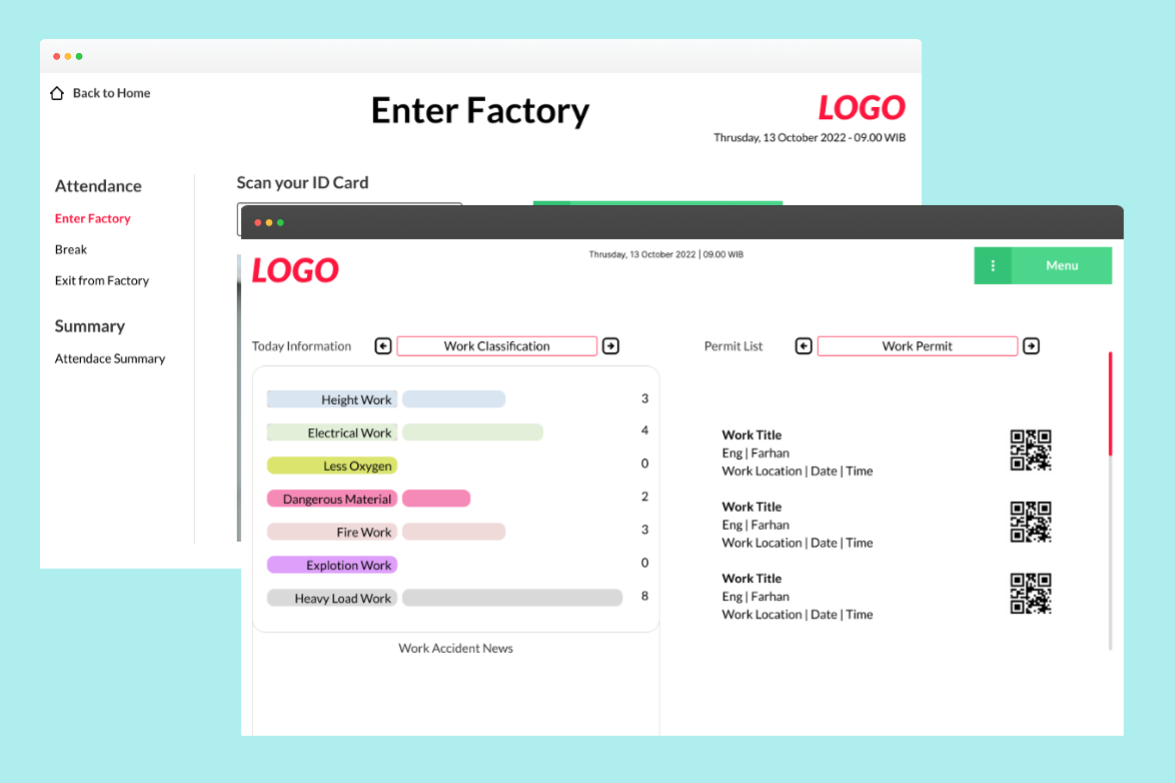 Back to Home
Enter Factory
LOGO
Thrusday, 13 October 2022 - 09.00 WIB
Attendance
Enter Factory
Break
Exit from Factory
Summary
Attendace Summary
Scan your ID Card
LOGO
Thrusday, 13 October 2022 | 09.00 WIB
Menu
Today Information
Work Classification
Height Work 3
Electrical Work 4
Less Oxygen 0
Dangerous Material 2
Fire Work 3
Explotion Work 0
Heavy Load Work 8
Work Accident News
Permit List
Work Permit
Work Title
Eng | Farhan
Work Location | Date | Time
Work Title
Eng | Farhan
Work Location | Date | Time
Work Title
Eng | Farhan
Work Location | Date | Time